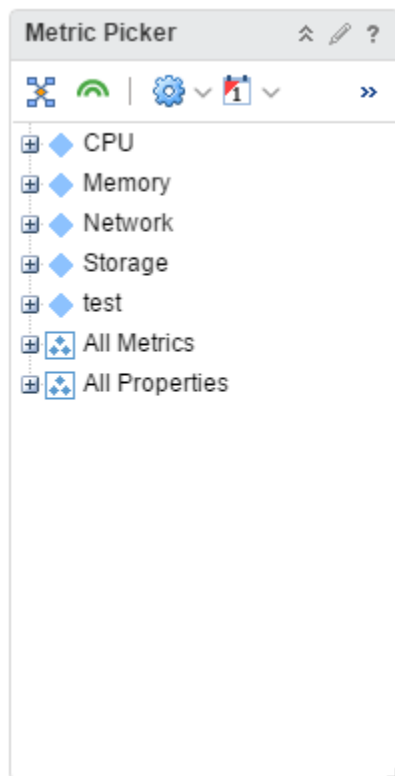 Metric Picker ?
1 »
CPU
Memory
Network
Storage
test
All Metrics
All Properties